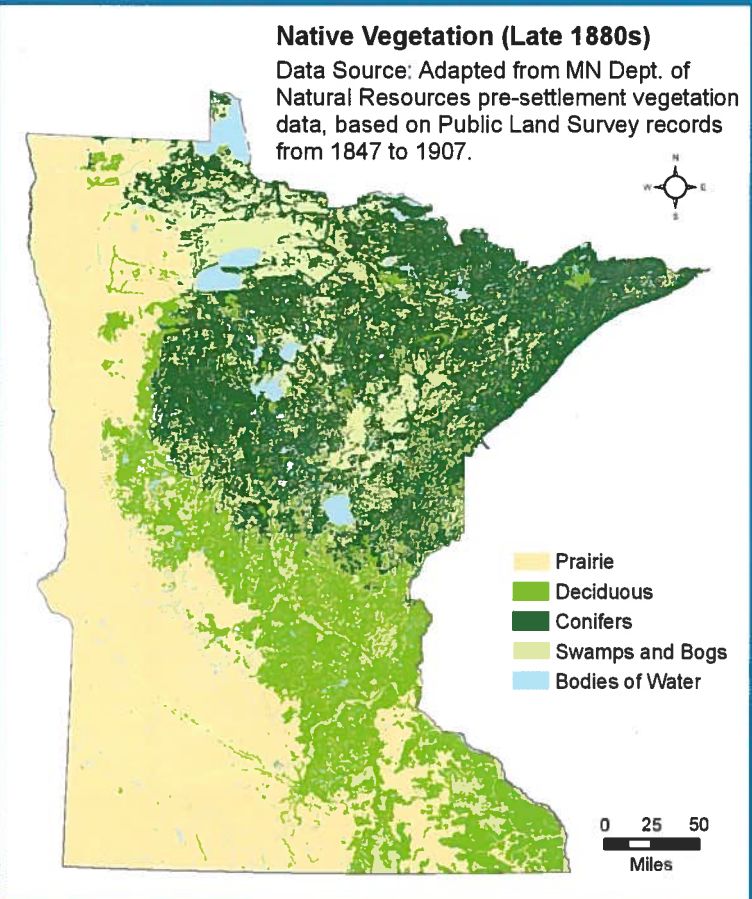 Native Vegetation (Late 1880s)
Data Source: Adapted from MN Dept. of
Natural Resources pre-settlement vegetation
data, based on Public Land Survey records
from 1847 to 1907.
N
W E
S
Prairie
Deciduous
Conifers
Swamps and Bogs
Bodies of Water
0 25 50
Miles